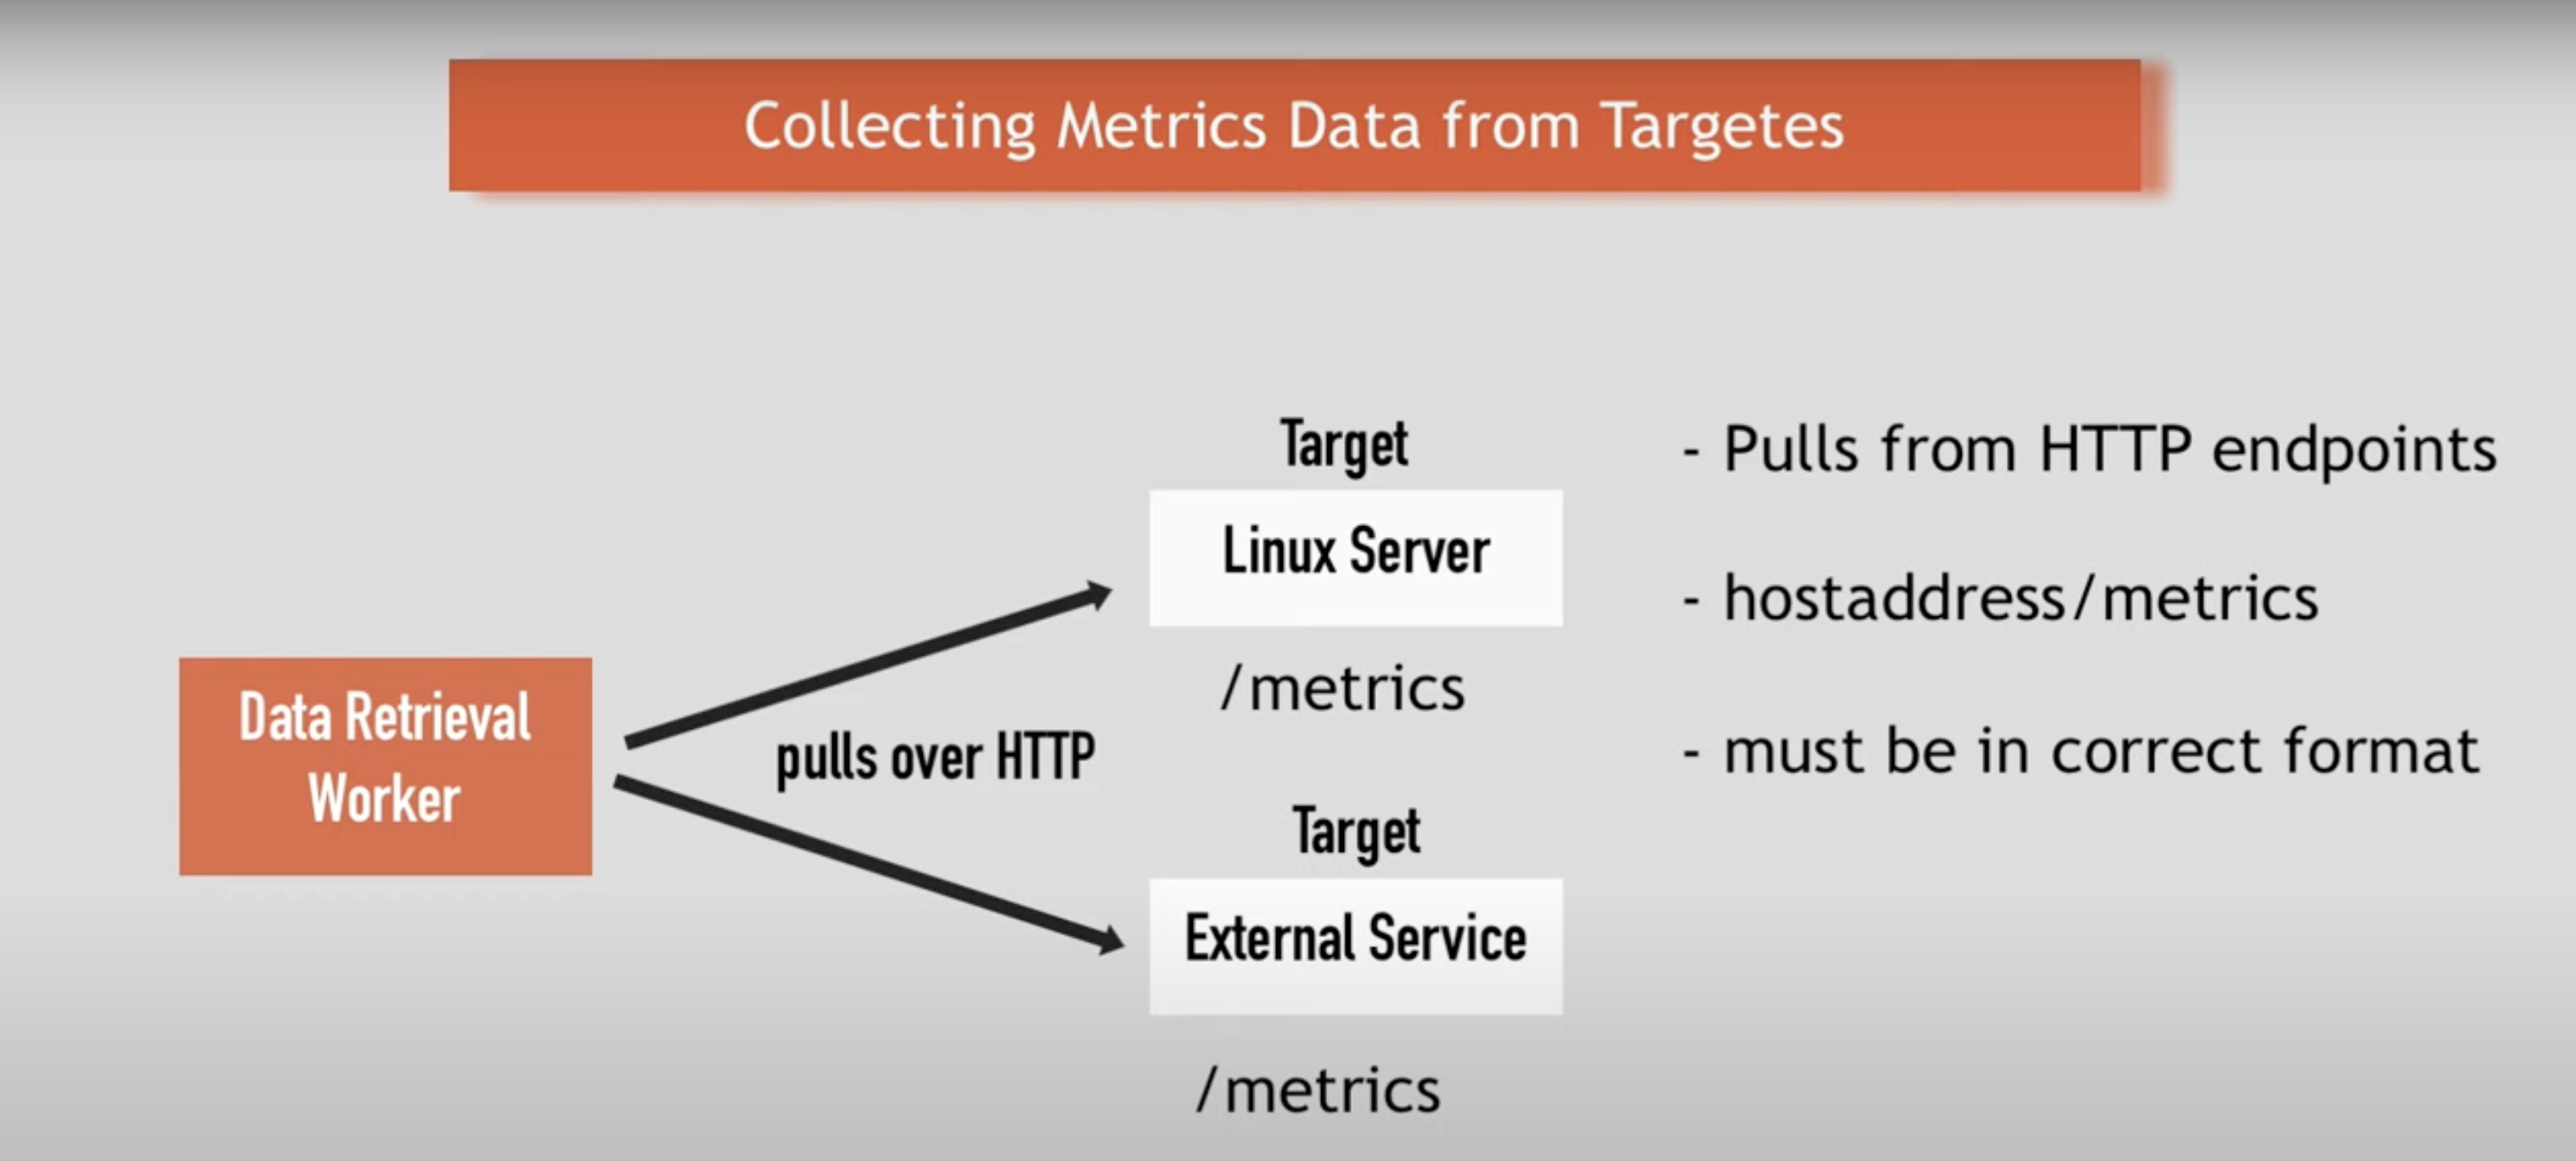 Collecting Metrics Data from Targetes
Target
Linux Server
/metrics
Data Retrieval
Worker
pulls over HTTP
Target
External Service
/metrics
- Pulls from HTTP endpoints
- hostaddress/metrics
- must be in correct format